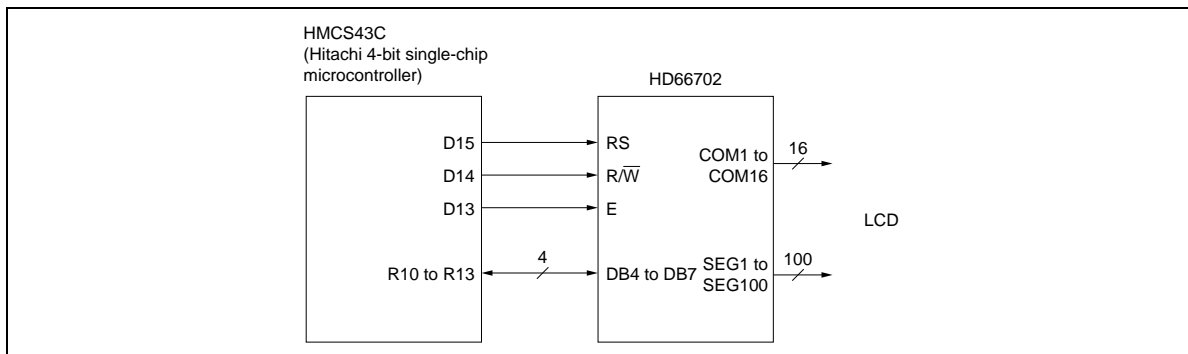 HMCS43C
(Hitachi 4-bit single-chip
microcontroller)
HD66702
D15
RS
D14
R/W̅
D13
E
R10 to R13
4
DB4 to DB7
COM1 to
COM16
16
SEG1 to
SEG100
100
LCD